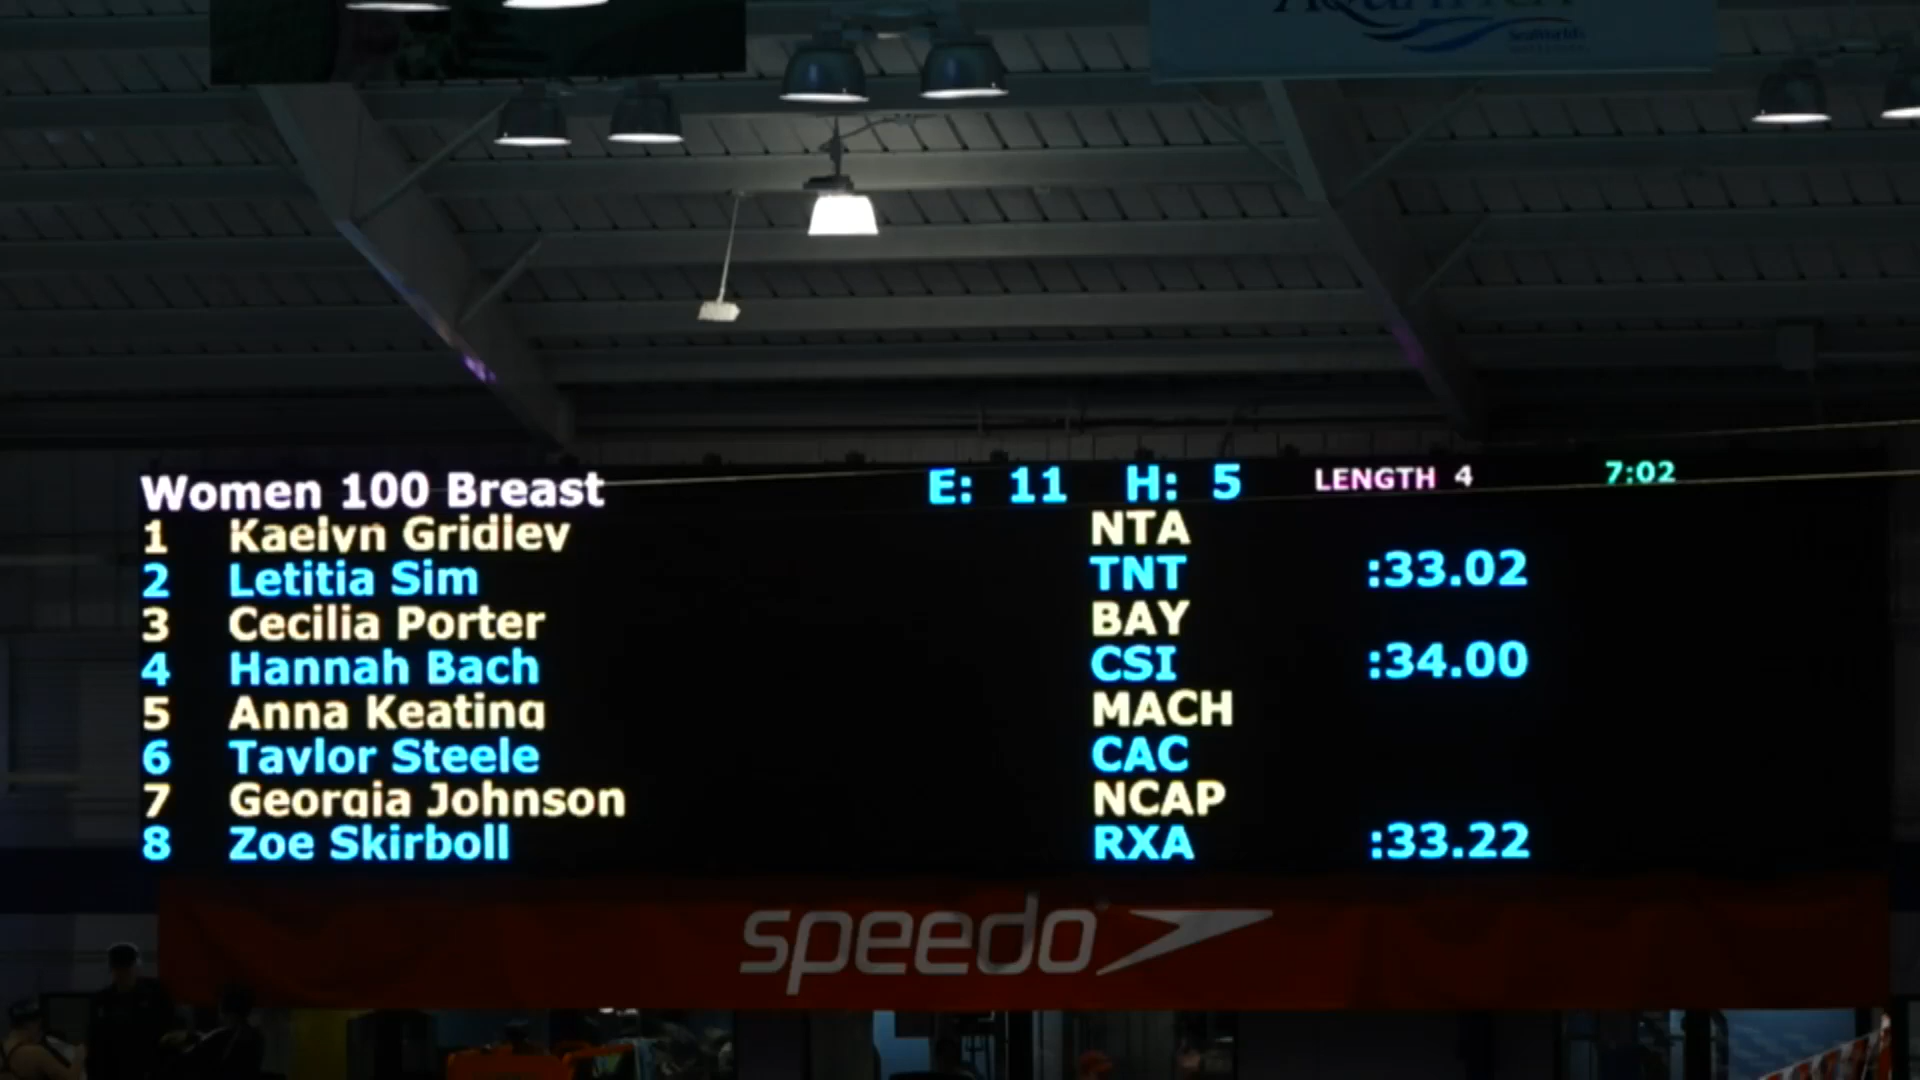 SeaWorld
Women 100 Breast E: 11 H: 5 LENGTH 4 7:02
1 Kaelyn Gridley NTA
2 Letitia Sim TNT :33.02
3 Cecilia Porter BAY
4 Hannah Bach CSI :34.00
5 Anna Keating MACH
6 Taylor Steele CAC
7 Georgia Johnson NCAP
8 Zoe Skirboll RXA :33.22
speedo